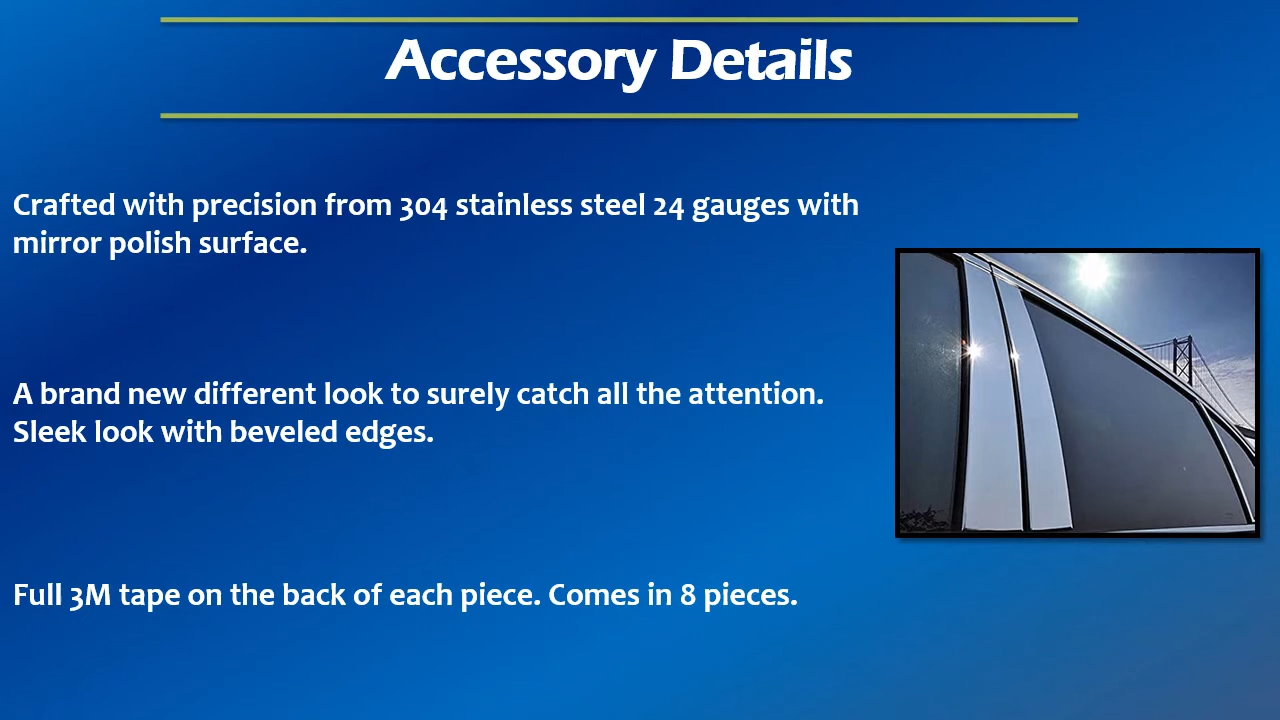 Accessory Details
Crafted with precision from 304 stainless steel 24 gauges with
mirror polish surface.
A brand new different look to surely catch all the attention.
Sleek look with beveled edges.
Full 3M tape on the back of each piece. Comes in 8 pieces.